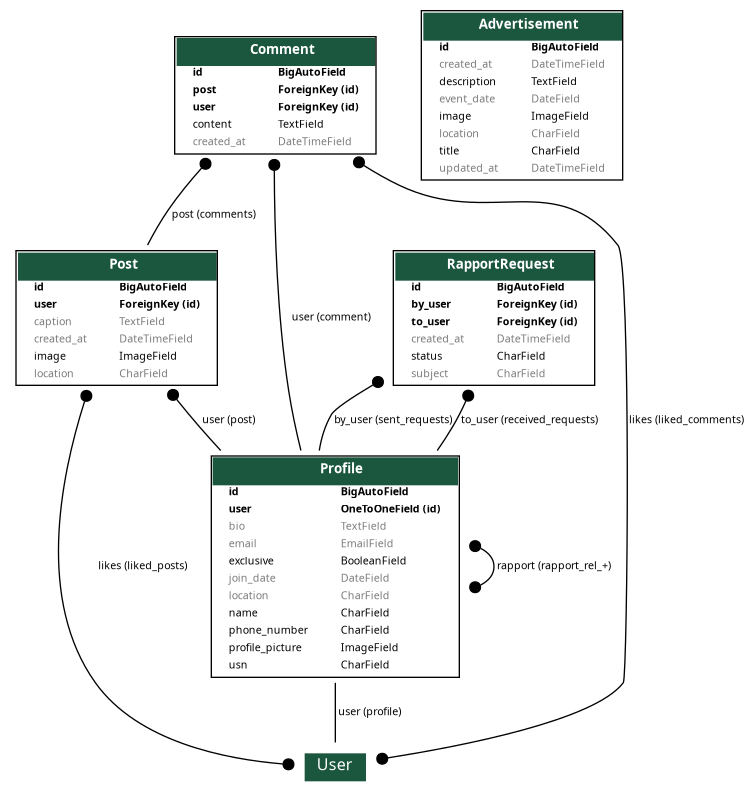 Comment
id BigAutoField
post ForeignKey (id)
user ForeignKey (id)
content TextField
created_at DateTimeField
Advertisement
id BigAutoField
created_at DateTimeField
description TextField
event_date DateField
image ImageField
location CharField
title CharField
updated_at DateTimeField
post (comments)
user (comment)
Post
id BigAutoField
user ForeignKey (id)
caption TextField
created_at DateTimeField
image ImageField
location CharField
RapportRequest
id BigAutoField
by_user ForeignKey (id)
to_user ForeignKey (id)
created_at DateTimeField
status CharField
subject CharField
user (post)
by_user (sent_requests)
to_user (received_requests)
likes (liked_comments)
Profile
id BigAutoField
user OneToOneField (id)
bio TextField
email EmailField
exclusive BooleanField
join_date DateField
location CharField
name CharField
phone_number CharField
profile_picture ImageField
usn CharField
likes (liked_posts)
rapport (rapport_rel_+)
user (profile)
User